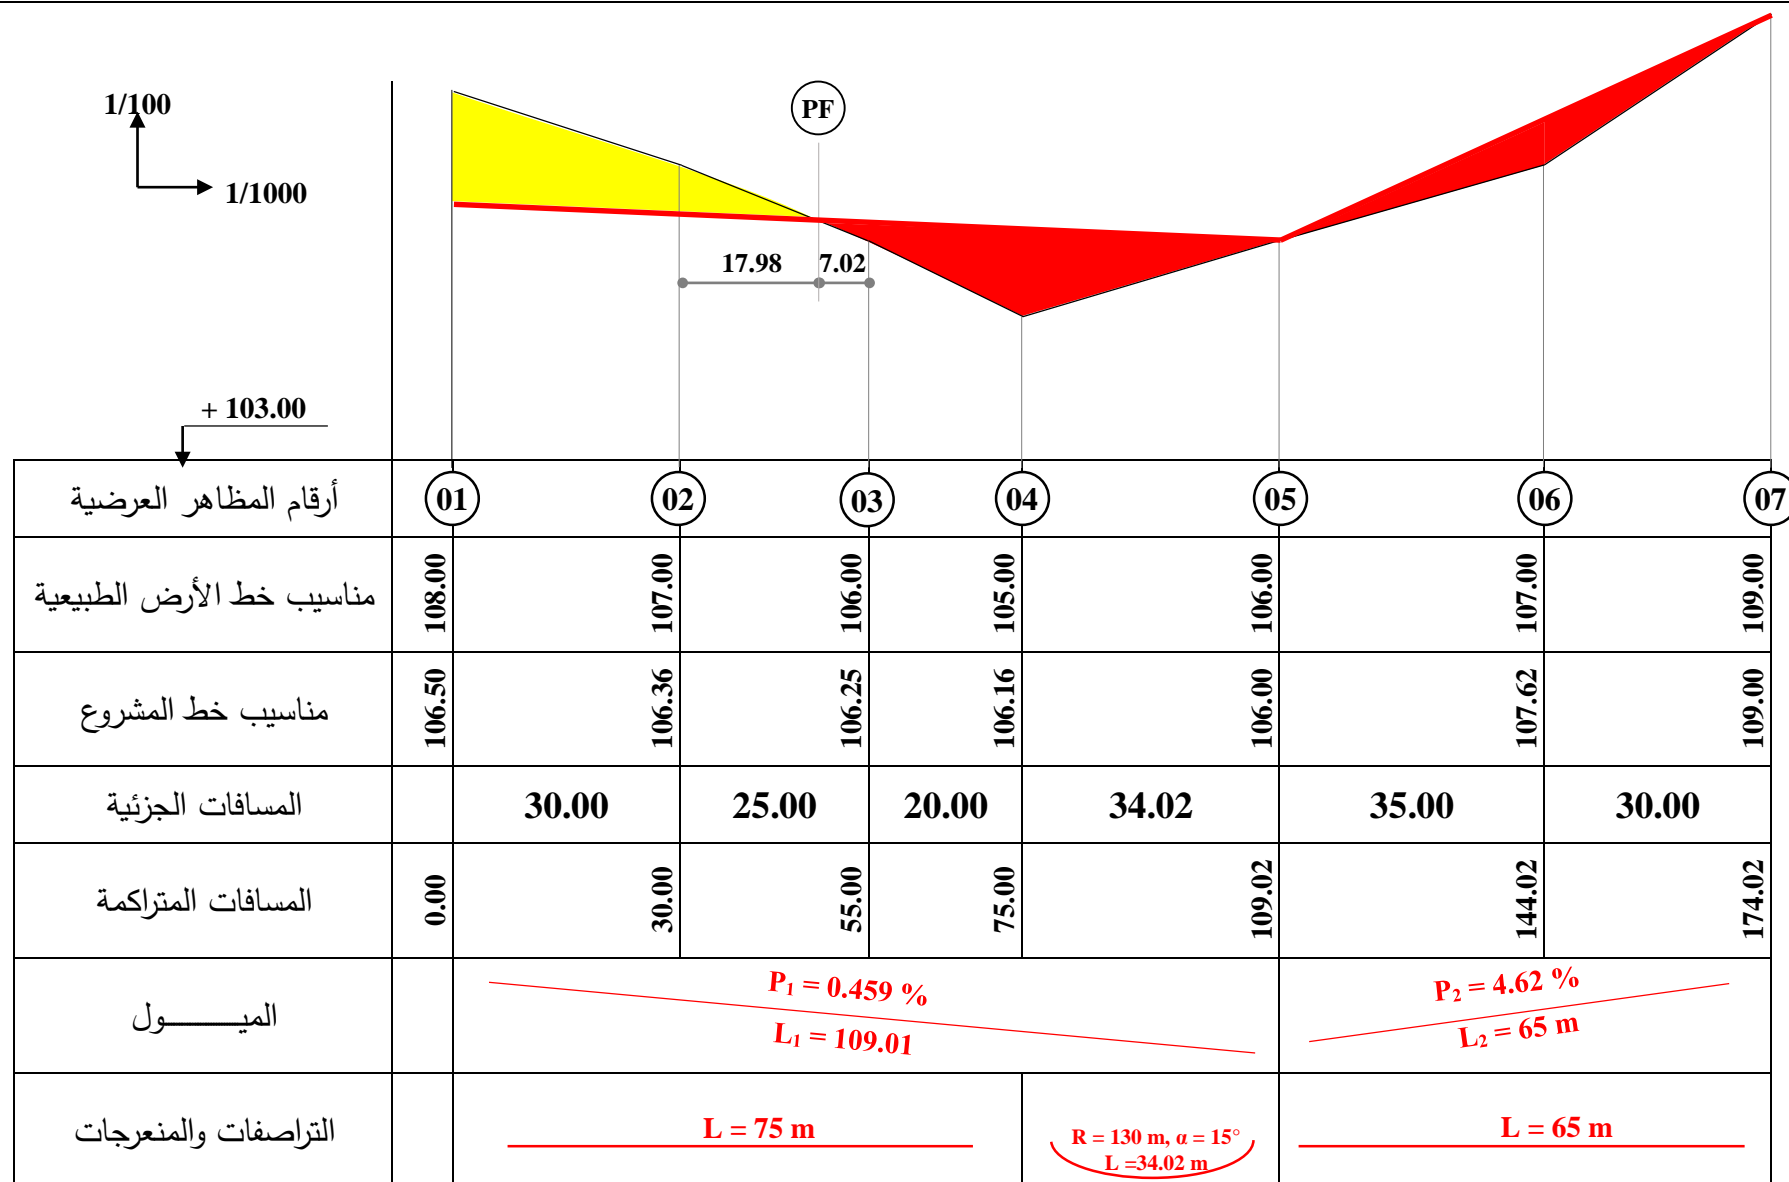 1/100
1/1000
PF
17.98 7.02
+ 103.00
أرقام المظاهر العرضية 01 02 03 04 05 06 07
مناسيب خط الأرض الطبيعية 108.00 107.00 106.00 105.00 106.00 107.00 109.00
مناسيب خط المشروع 106.50 106.36 106.25 106.16 106.00 107.62 109.00
المسافات الجزئية 30.00 25.00 20.00 34.02 35.00 30.00
المسافات المتراكمة 0.00 30.00 55.00 75.00 109.02 144.02 174.02
الميـــــــــول
P₁ = 0.459 %
L₁ = 109.01
P₂ = 4.62 %
L₂ = 65 m
التراصفات والمنعرجات
L = 75 m
R = 130 m, α = 15°
L =34.02 m
L = 65 m